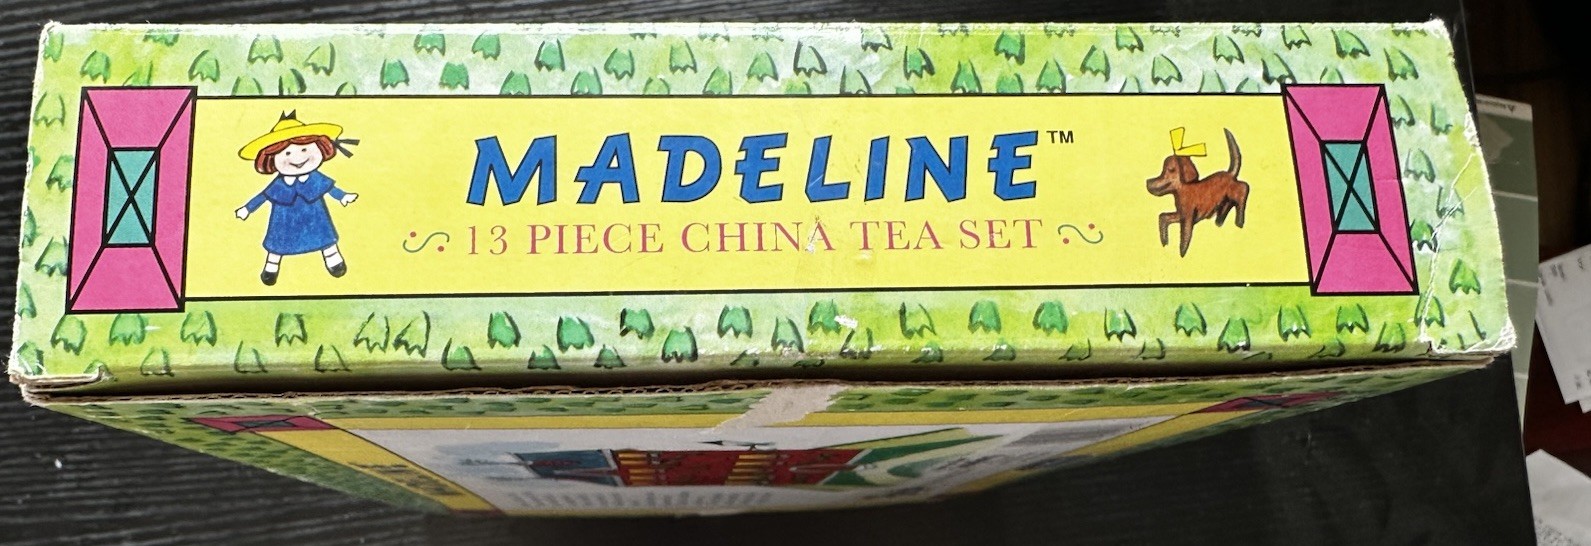 MADELINE™
13 PIECE CHINA TEA SET